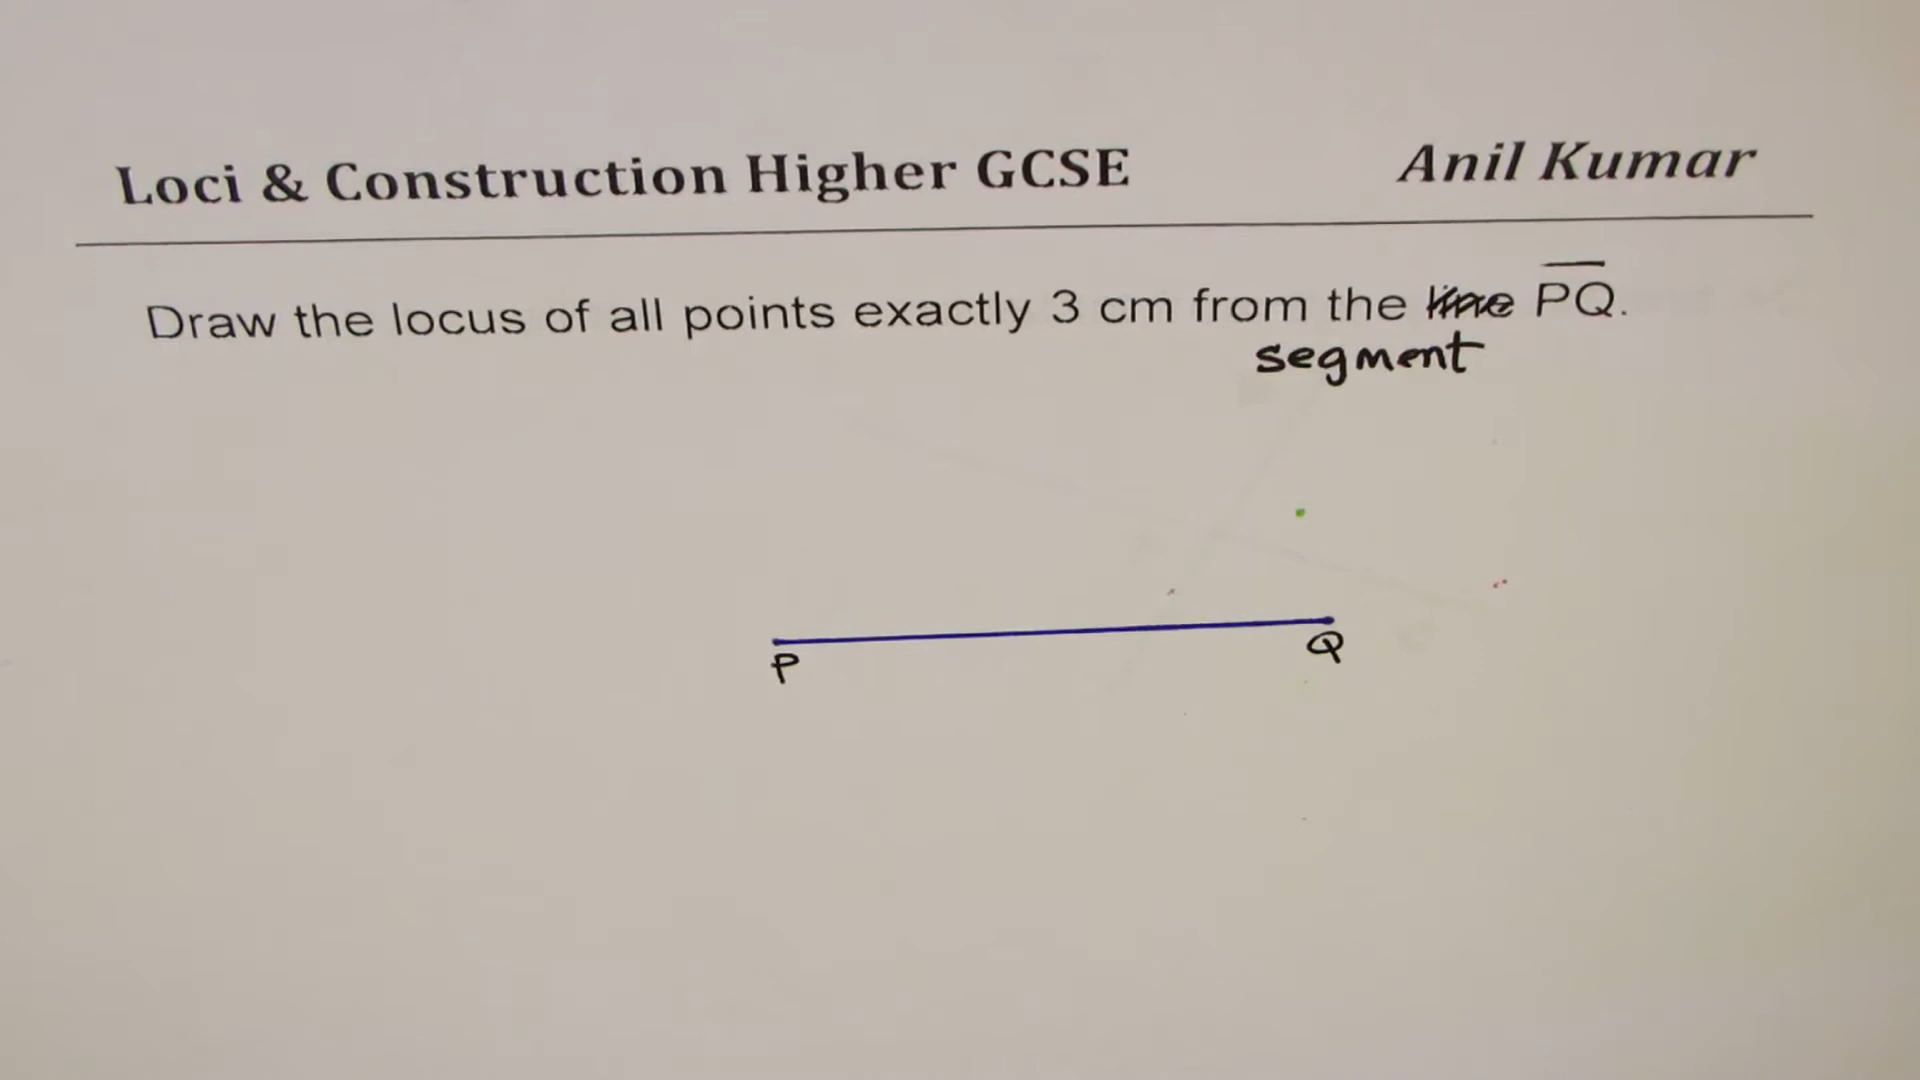 Loci & Construction Higher GCSE Anil Kumar
Draw the locus of all points exactly 3 cm from the line PQ.
segment
P Q